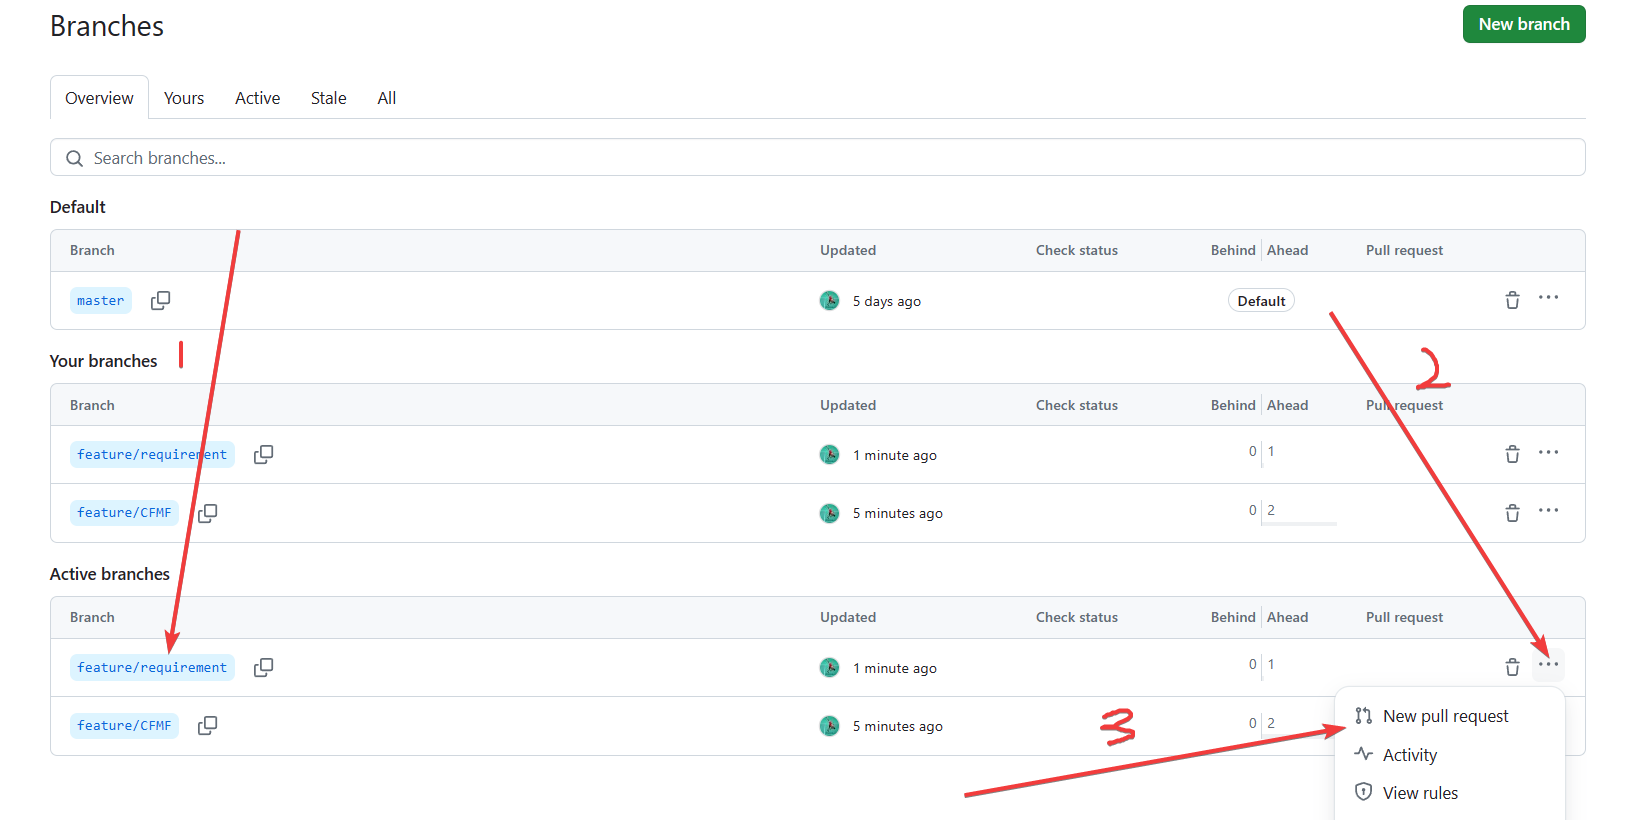 Branches
New branch
Overview Yours Active Stale All
Search branches...
Default
Branch Updated Check status Behind Ahead Pull request
master 5 days ago Default
Your branches 1
2
Branch Updated Check status Behind Ahead Pull request
feature/requirement 1 minute ago 0 1
feature/CFMF 5 minutes ago 0 2
Active branches
Branch Updated Check status Behind Ahead Pull request
feature/requirement 1 minute ago 0 1
feature/CFMF 5 minutes ago 0 2
3
New pull request
Activity
View rules